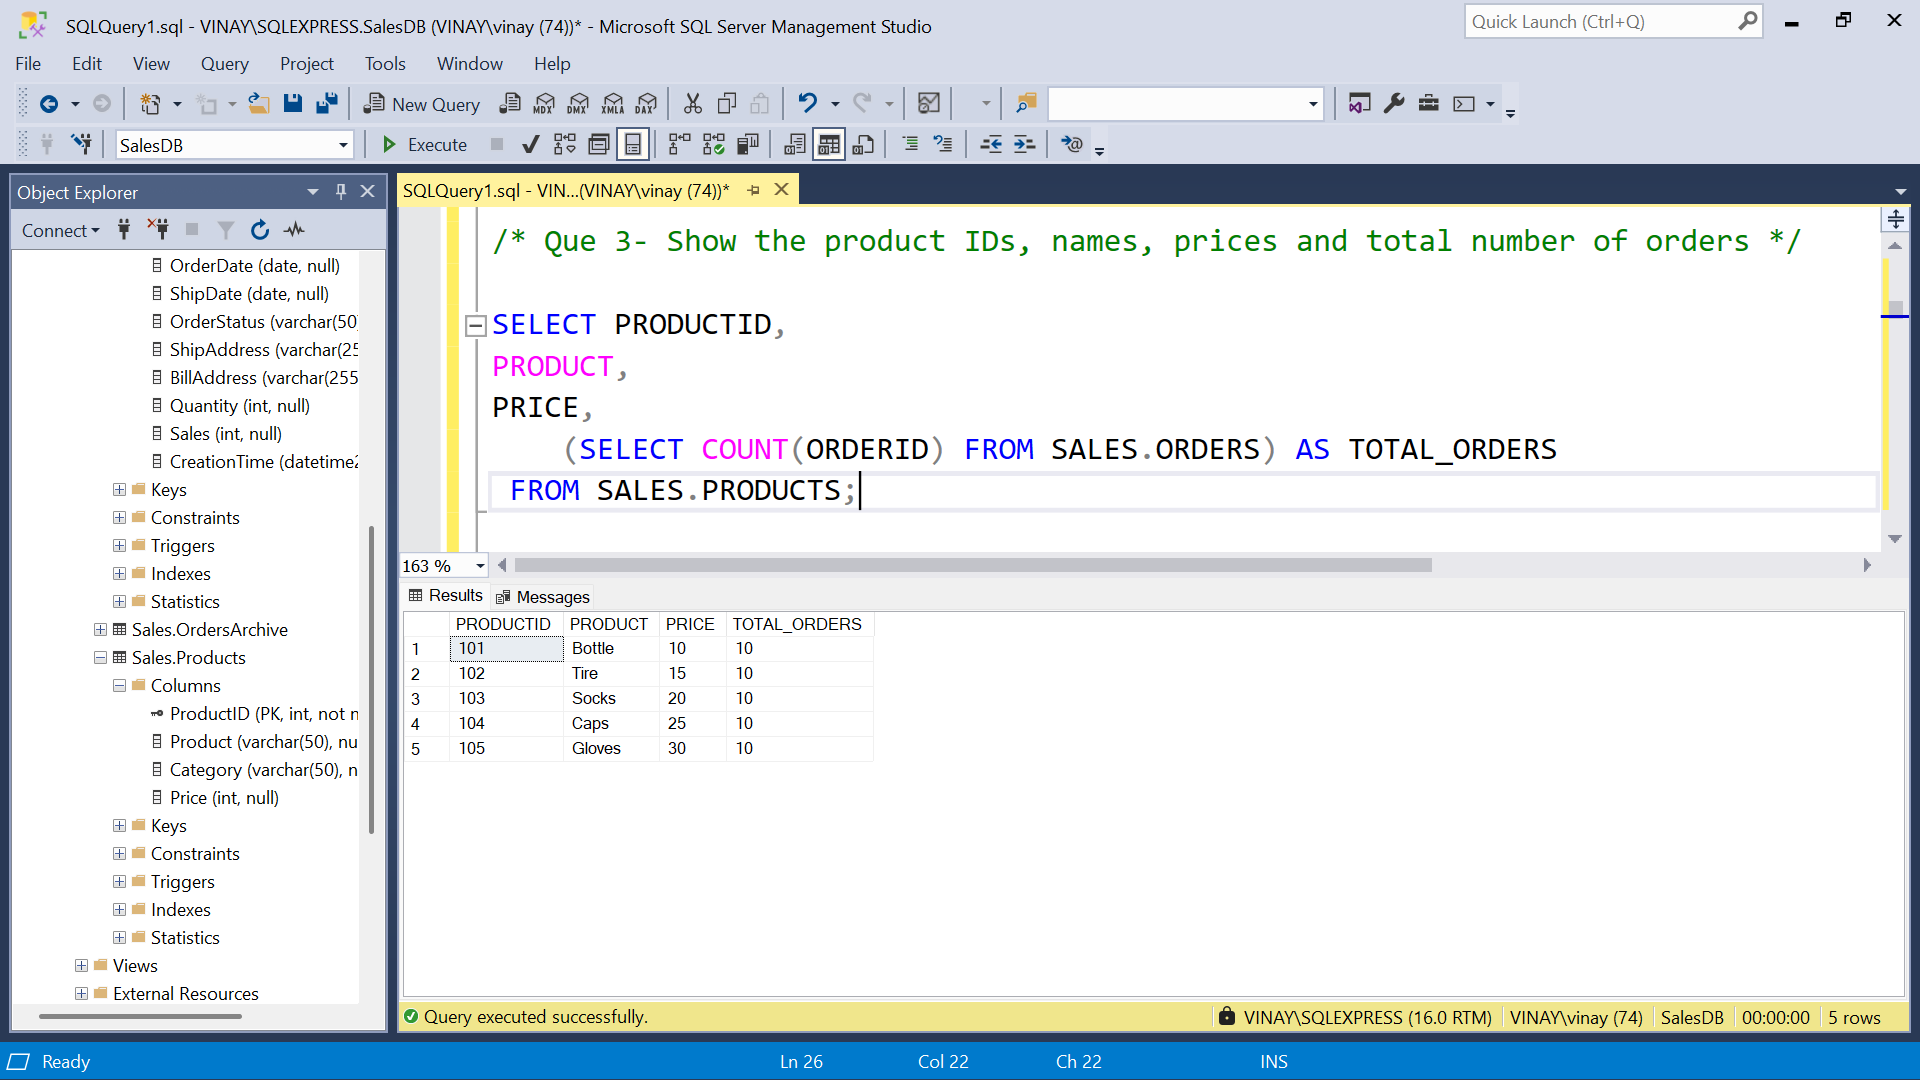 SQLQuery1.sql - VINAY\SQLEXPRESS.SalesDB (VINAY\vinay (74))* - Microsoft SQL Server Management Studio
Quick Launch (Ctrl+Q)
File Edit View Query Project Tools Window Help
New Query MDX DMX XMLA DAX
SalesDB Execute
Object Explorer
Connect
OrderDate (date, null)
ShipDate (date, null)
OrderStatus (varchar(50)
ShipAddress (varchar(25
BillAddress (varchar(255
Quantity (int, null)
Sales (int, null)
CreationTime (datetime2
Keys
Constraints
Triggers
Indexes
Statistics
Sales.OrdersArchive
Sales.Products
Columns
ProductID (PK, int, not n
Product (varchar(50), nu
Category (varchar(50), n
Price (int, null)
Keys
Constraints
Triggers
Indexes
Statistics
Views
External Resources
SQLQuery1.sql - VIN...(VINAY\vinay (74))*
/* Que 3- Show the product IDs, names, prices and total number of orders */
SELECT PRODUCTID,
PRODUCT,
PRICE,
(SELECT COUNT(ORDERID) FROM SALES.ORDERS) AS TOTAL_ORDERS
FROM SALES.PRODUCTS;
163 %
Results Messages
PRODUCTID PRODUCT PRICE TOTAL_ORDERS
1 101 Bottle 10 10
2 102 Tire 15 10
3 103 Socks 20 10
4 104 Caps 25 10
5 105 Gloves 30 10
Query executed successfully. VINAY\SQLEXPRESS (16.0 RTM) VINAY\vinay (74) SalesDB 00:00:00 5 rows
Ready Ln 26 Col 22 Ch 22 INS